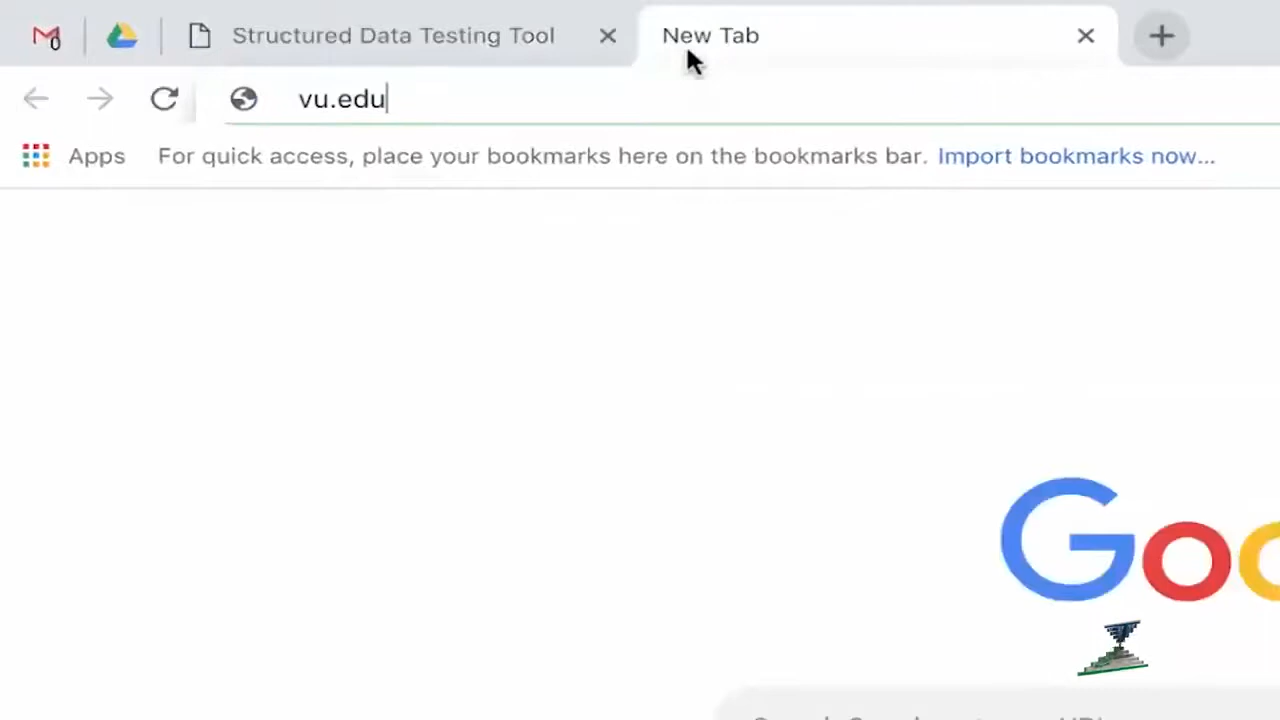 0
Structured Data Testing Tool
New Tab
vu.edu
Apps
For quick access, place your bookmarks here on the bookmarks bar. Import bookmarks now...
Goo